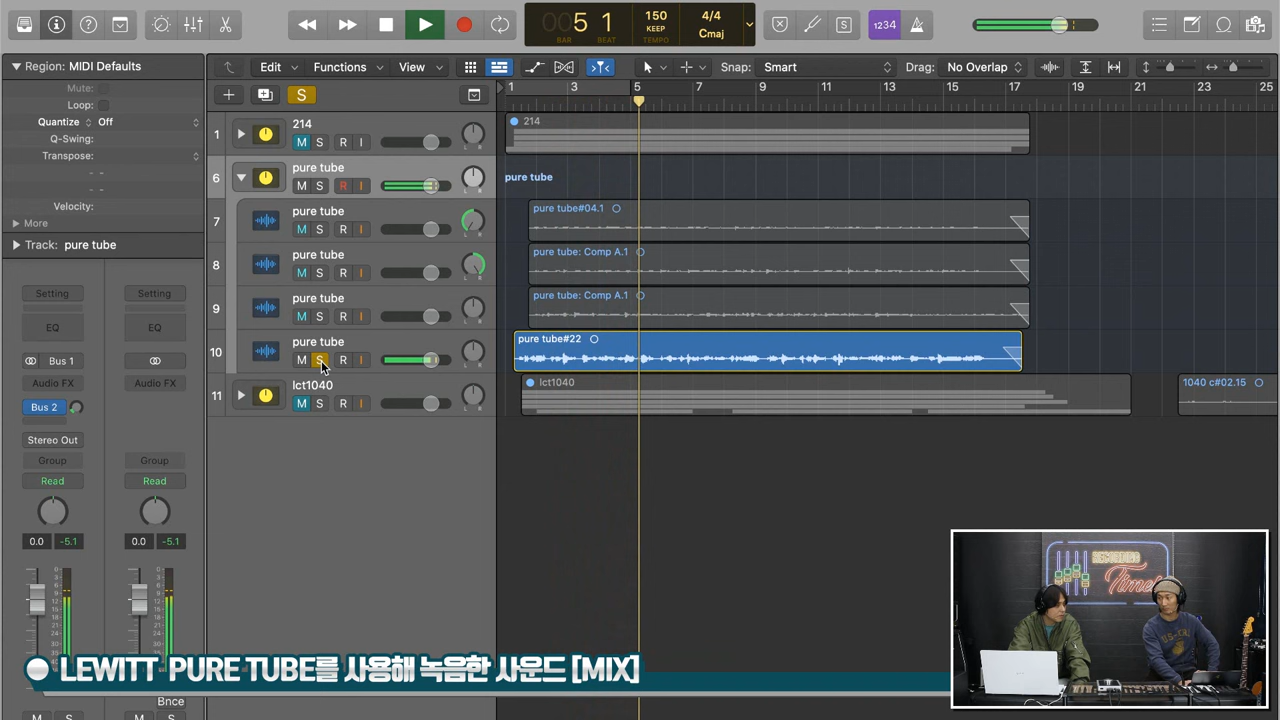 5 1
BAR BEAT
150
TEMPO
4/4
Cmaj
S
1234
Region: MIDI Defaults
Edit Functions View
Snap: Smart
Drag: No Overlap
Mute:
Loop:
Quantize Off
Q-Swing:
Transpose:
Velocity:
More
Track: pure tube
S
1 3 5 7 9 11 13 15 17 19 21 23 25
1
214
M S R I
L R
214
6
pure tube
M S R I
L R
pure tube
7
pure tube
M S R I
L R
pure tube#04.1
8
pure tube
M S R I
L R
pure tube: Comp A.1
9
pure tube
M S R I
L R
pure tube: Comp A.1
10
pure tube
M S R I
L R
pure tube#22
11
lct1040
M S R I
L R
lct1040
1040 c#02.15
Setting Setting
EQ EQ
Bus 1
Audio FX Audio FX
Bus 2
Stereo Out
Group Group
Read Read
0.0 -5.1 0.0 -5.1
RECORDING
Time
LEWITT PURE TUBE를 사용해 녹음한 사운드 [MIX]
Bnce
M S M S